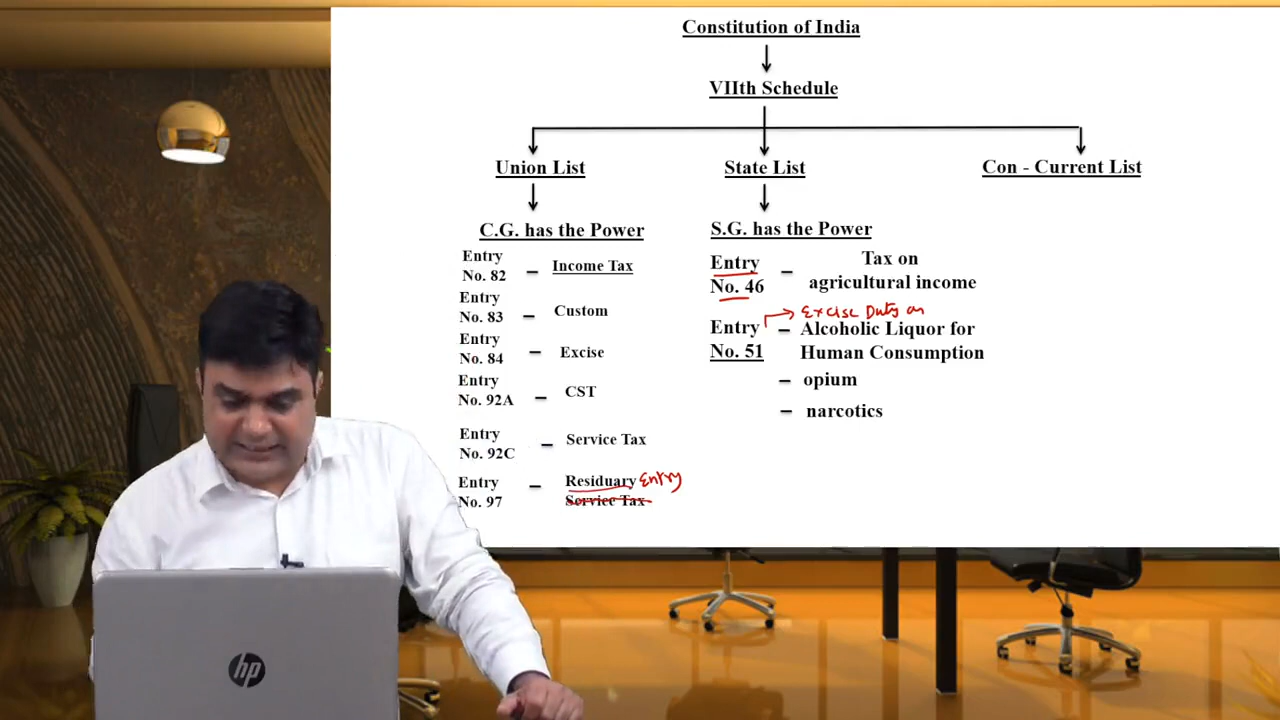 Constitution of India
VIIth Schedule
Union List
State List
Con - Current List
C.G. has the Power
S.G. has the Power
Entry
No. 82 – Income Tax
Entry
No. 83 – Custom
Entry
No. 84 – Excise
Entry
No. 92A – CST
Entry
No. 92C – Service Tax
Entry – Residuary Entry
No. 97 Service Tax
Entry – Tax on
No. 46 agricultural income
Excise Duty on
Entry – Alcoholic Liquor for
No. 51 Human Consumption
– opium
– narcotics
hp